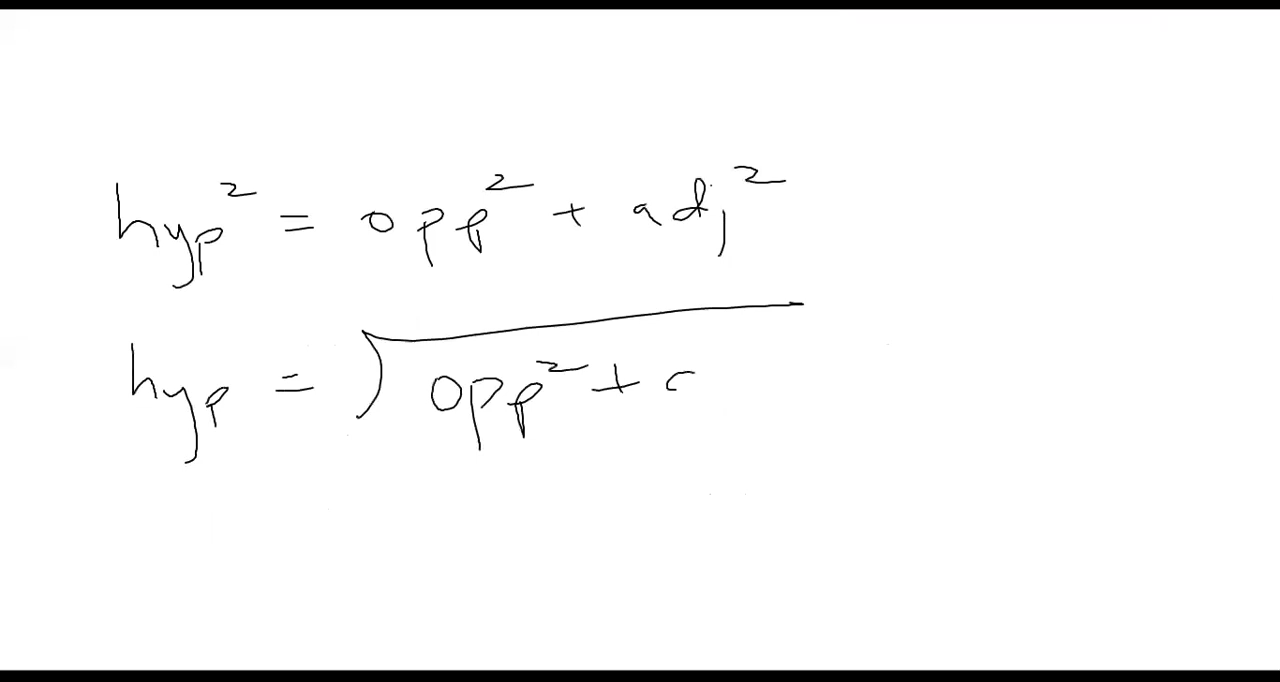 hyp² = opp² + adj²
hyp = √opp² + c